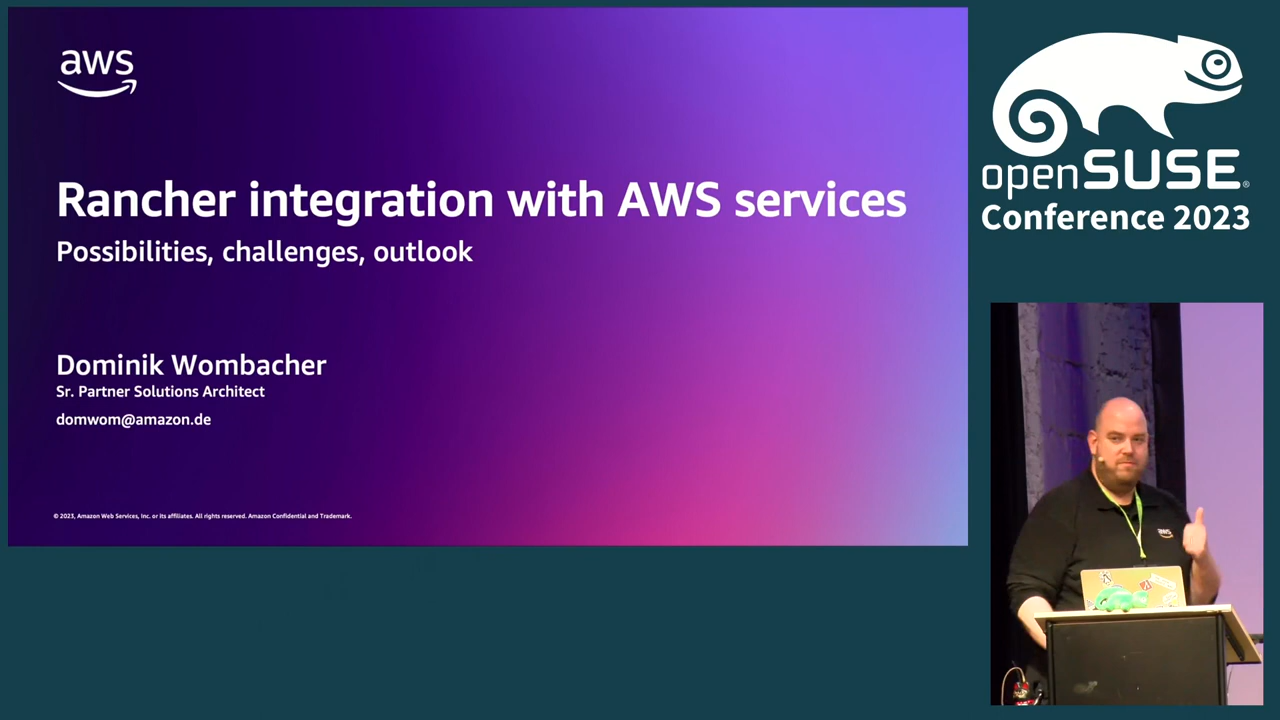 aws
Rancher integration with AWS services
Possibilities, challenges, outlook
Dominik Wombacher
Sr. Partner Solutions Architect
domwom@amazon.de
© 2023, Amazon Web Services, Inc. or its affiliates. All rights reserved. Amazon Confidential and Trademark.
openSUSE®
Conference 2023
aws